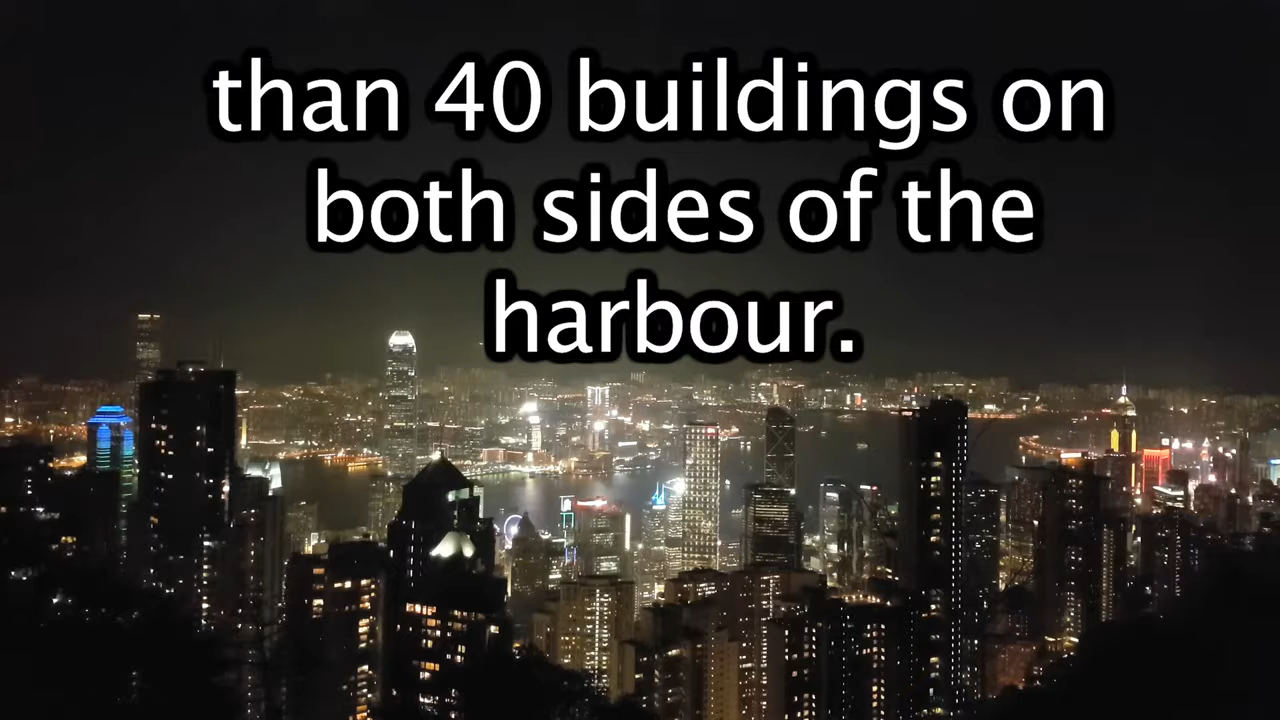 than 40 buildings on
both sides of the
harbour.